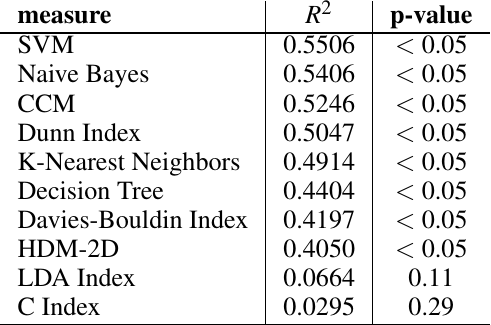 measure R² p-value
SVM 0.5506 < 0.05
Naive Bayes 0.5406 < 0.05
CCM 0.5246 < 0.05
Dunn Index 0.5047 < 0.05
K-Nearest Neighbors 0.4914 < 0.05
Decision Tree 0.4404 < 0.05
Davies-Bouldin Index 0.4197 < 0.05
HDM-2D 0.4050 < 0.05
LDA Index 0.0664 0.11
C Index 0.0295 0.29